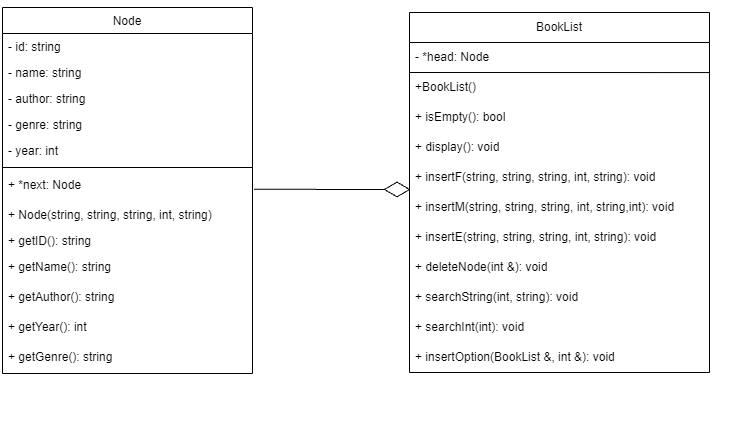 Node
- id: string
- name: string
- author: string
- genre: string
- year: int
+ *next: Node
+ Node(string, string, string, int, string)
+ getID(): string
+ getName(): string
+ getAuthor(): string
+ getYear(): int
+ getGenre(): string
BookList
- *head: Node
+BookList()
+ isEmpty(): bool
+ display(): void
+ insertF(string, string, string, int, string): void
+ insertM(string, string, string, int, string,int): void
+ insertE(string, string, string, int, string): void
+ deleteNode(int &): void
+ searchString(int, string): void
+ searchInt(int): void
+ insertOption(BookList &, int &): void